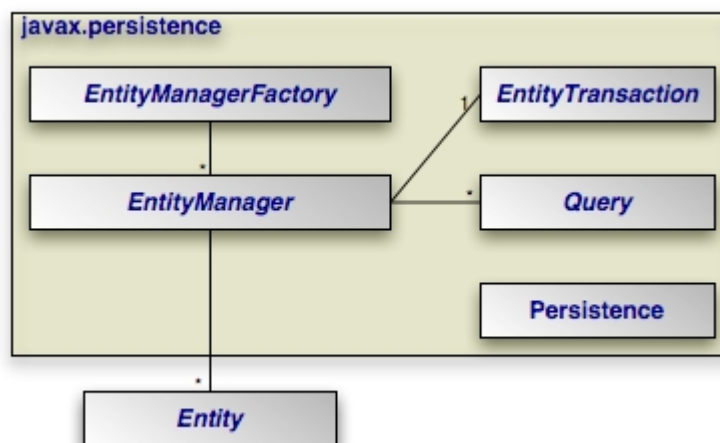 javax.persistence
EntityManagerFactory
EntityTransaction
1
*
EntityManager
*
Query
Persistence
*
Entity